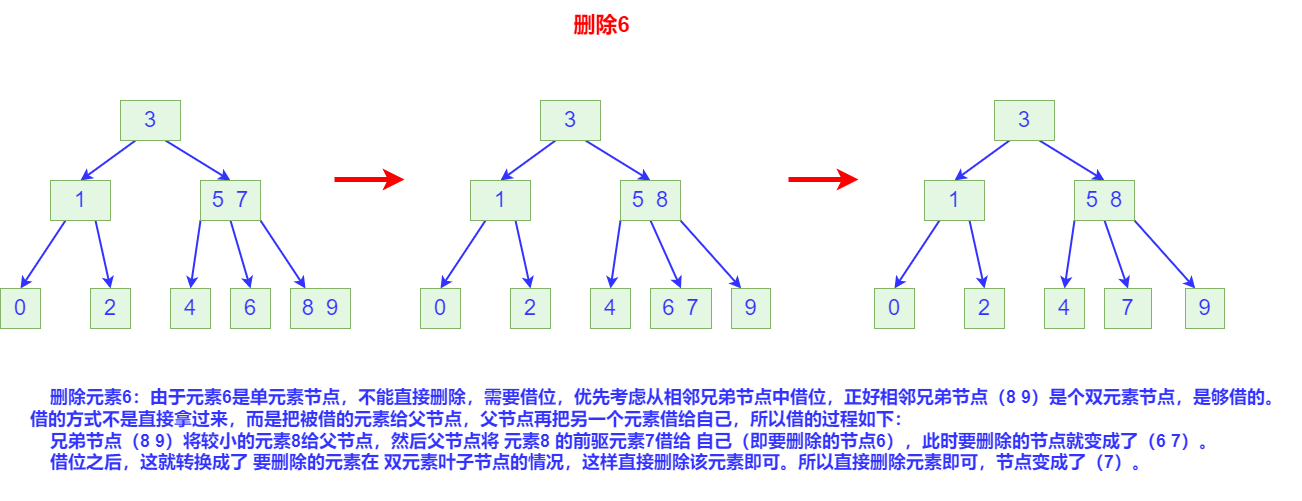 删除6
3 3 3
1 5 7 1 5 8 1 5 8
0 2 4 6 8 9 0 2 4 6 7 9 0 2 4 7 9
删除元素6：由于元素6是单元素节点，不能直接删除，需要借位，优先考虑从相邻兄弟节点中借位，正好相邻兄弟节点（8 9）是个双元素节点，是够借的。
借的方式不是直接拿过来，而是把被借的元素给父节点，父节点再把另一个元素借给自己，所以借的过程如下：
兄弟节点（8 9）将较小的元素8给父节点，然后父节点将 元素8 的前驱元素7借给 自己（即要删除的节点6），此时要删除的节点就变成了（6 7）。
借位之后，这就转换成了 要删除的元素在 双元素叶子节点的情况，这样直接删除该元素即可。所以直接删除元素即可，节点变成了（7）。